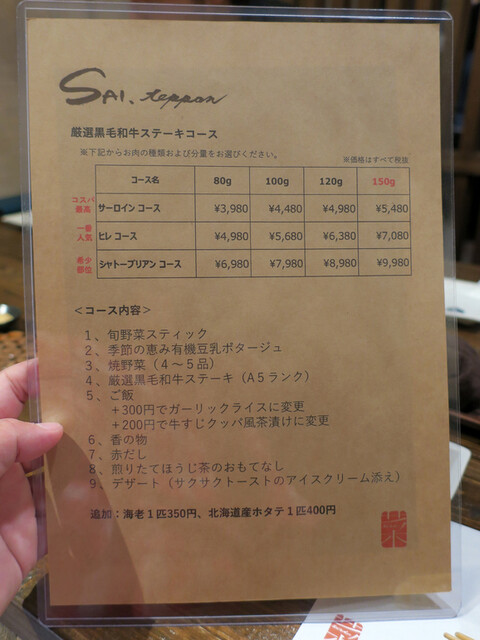 SAI. teppan
厳選黒毛和牛ステーキコース
※下記からお肉の種類および分量をお選びください。
※価格はすべて税抜
コース名 80g 100g 120g 150g
コスパ最高 サーロイン コース ¥3,980 ¥4,480 ¥4,980 ¥5,480
一番人気 ヒレ コース ¥4,980 ¥5,680 ¥6,380 ¥7,080
希少部位 シャトーブリアン コース ¥6,980 ¥7,980 ¥8,980 ¥9,980
＜コース内容＞
1、旬野菜スティック
2、季節の恵み有機豆乳ポタージュ
3、焼野菜（4～5品）
4、厳選黒毛和牛ステーキ（A5ランク）
5、ご飯
+300円でガーリックライスに変更
+200円で牛すじクッパ風茶漬けに変更
6、香の物
7、赤だし
8、煎りたてほうじ茶のおもてなし
9、デザート（サクサクトーストのアイスクリーム添え）
追加：海老1匹350円、北海道産ホタテ1匹400円